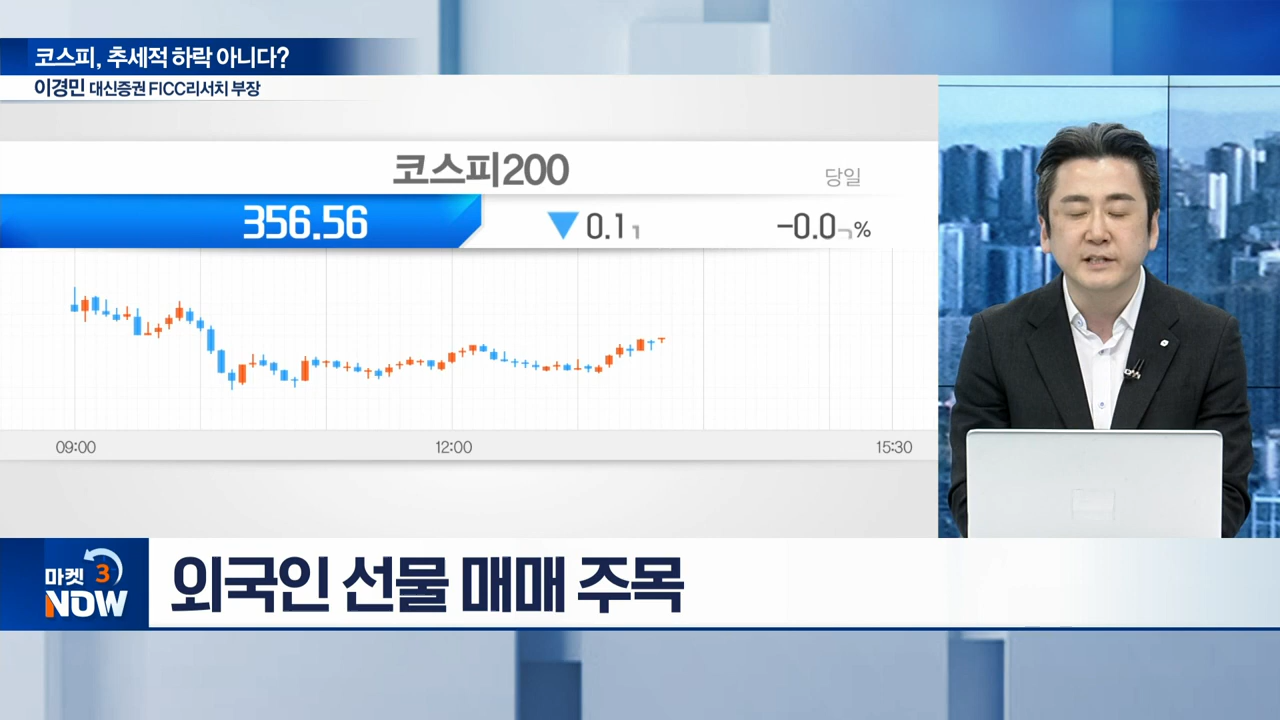 코스피, 추세적 하락 아니다?
이경민 대신증권 FICC리서치 부장
코스피200
당일
356.56
▼ 0.1
-0.0 %
09:00
12:00
15:30
마켓 3
NOW
외국인 선물 매매 주목